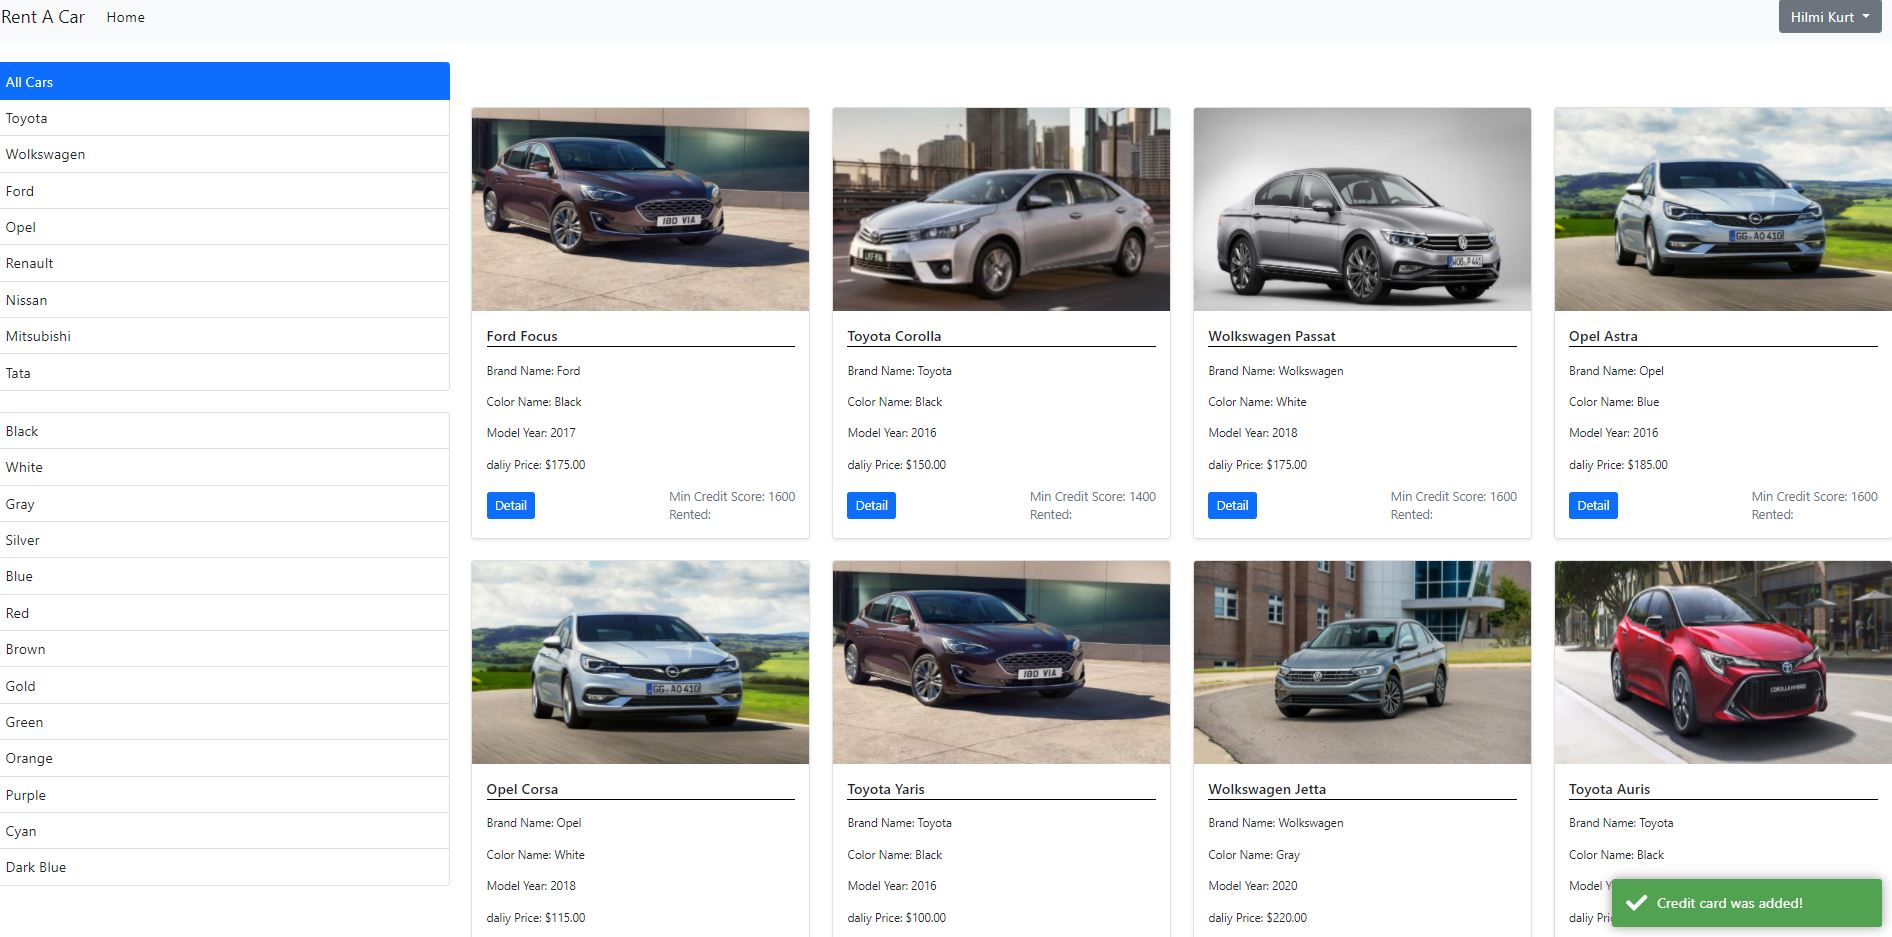 Rent A Car
Home
Hilmi Kurt
All Cars
Toyota
Wolkswagen
Ford
Opel
Renault
Nissan
Mitsubishi
Tata
Black
White
Gray
Silver
Blue
Red
Brown
Gold
Green
Orange
Purple
Cyan
Dark Blue
180 VIA
Ford Focus
Brand Name: Ford
Color Name: Black
Model Year: 2017
daliy Price: $175.00
Detail
Min Credit Score: 1600
Rented:
Toyota Corolla
Brand Name: Toyota
Color Name: Black
Model Year: 2016
daliy Price: $150.00
Detail
Min Credit Score: 1400
Rented:
WOB P 441
Wolkswagen Passat
Brand Name: Wolkswagen
Color Name: White
Model Year: 2018
daliy Price: $175.00
Detail
Min Credit Score: 1600
Rented:
GG AO 410
Opel Astra
Brand Name: Opel
Color Name: Blue
Model Year: 2016
daliy Price: $185.00
Detail
Min Credit Score: 1600
Rented:
GG AO 410
Opel Corsa
Brand Name: Opel
Color Name: White
Model Year: 2018
daliy Price: $115.00
180 VIA
Toyota Yaris
Brand Name: Toyota
Color Name: Black
Model Year: 2016
daliy Price: $100.00
Wolkswagen Jetta
Brand Name: Wolkswagen
Color Name: Gray
Model Year: 2020
daliy Price: $220.00
COROLLA HYBRID
Toyota Auris
Brand Name: Toyota
Color Name: Black
Model Y
daliy Pri
Credit card was added!